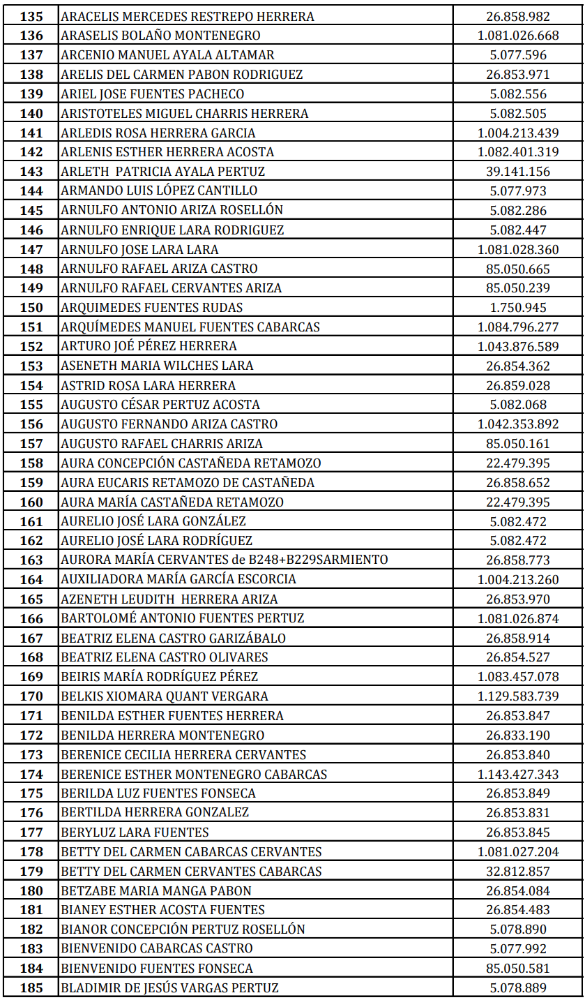 135 ARACELIS MERCEDES RESTREPO HERRERA 26.858.982
136 ARASELIS BOLAÑO MONTENEGRO 1.081.026.668
137 ARCENIO MANUEL AYALA ALTAMAR 5.077.596
138 ARELIS DEL CARMEN PABON RODRIGUEZ 26.853.971
139 ARIEL JOSE FUENTES PACHECO 5.082.556
140 ARISTOTELES MIGUEL CHARRIS HERRERA 5.082.505
141 ARLEDIS ROSA HERRERA GARCIA 1.004.213.439
142 ARLENIS ESTHER HERRERA ACOSTA 1.082.401.319
143 ARLETH  PATRICIA AYALA PERTUZ 39.141.156
144 ARMANDO LUIS LÓPEZ CANTILLO 5.077.973
145 ARNULFO ANTONIO ARIZA ROSELLÓN 5.082.286
146 ARNULFO ENRIQUE LARA RODRIGUEZ 5.082.447
147 ARNULFO JOSE LARA LARA 1.081.028.360
148 ARNULFO RAFAEL ARIZA CASTRO 85.050.665
149 ARNULFO RAFAEL CERVANTES ARIZA 85.050.239
150 ARQUIMEDES FUENTES RUDAS 1.750.945
151 ARQUÍMEDES MANUEL FUENTES CABARCAS 1.084.796.277
152 ARTURO JOÉ PÉREZ HERRERA 1.043.876.589
153 ASENETH MARIA WILCHES LARA 26.854.362
154 ASTRID ROSA LARA HERRERA 26.859.028
155 AUGUSTO CÉSAR PERTUZ ACOSTA 5.082.068
156 AUGUSTO FERNANDO ARIZA CASTRO 1.042.353.892
157 AUGUSTO RAFAEL CHARRIS ARIZA 85.050.161
158 AURA CONCEPCIÓN CASTAÑEDA RETAMOZO 22.479.395
159 AURA EUCARIS RETAMOZO DE CASTAÑEDA 26.858.652
160 AURA MARÍA CASTAÑEDA RETAMOZO 22.479.395
161 AURELIO JOSÉ LARA GONZÁLEZ 5.082.472
162 AURELIO JOSÉ LARA RODRÍGUEZ 5.082.472
163 AURORA MARÍA CERVANTES de B248+B229SARMIENTO 26.858.773
164 AUXILIADORA MARÍA GARCÍA ESCORCIA 1.004.213.260
165 AZENETH LEUDITH  HERRERA ARIZA 26.853.970
166 BARTOLOMÉ ANTONIO FUENTES PERTUZ 1.081.026.874
167 BEATRIZ ELENA CASTRO GARIZÁBALO 26.858.914
168 BEATRIZ ELENA CASTRO OLIVARES 26.854.527
169 BEIRIS MARÍA RODRÍGUEZ PÉREZ 1.083.457.078
170 BELKIS XIOMARA QUANT VERGARA 1.129.583.739
171 BENILDA ESTHER FUENTES HERRERA 26.853.847
172 BENILDA HERRERA MONTENEGRO 26.833.190
173 BERENICE CECILIA HERRERA CERVANTES 26.853.840
174 BERENICE ESTHER MONTENEGRO CABARCAS 1.143.427.343
175 BERILDA LUZ FUENTES FONSECA 26.853.849
176 BERTILDA HERRERA GONZALEZ 26.853.831
177 BERYLUZ LARA FUENTES 26.853.845
178 BETTY DEL CARMEN CABARCAS CERVANTES 1.081.027.204
179 BETTY DEL CARMEN CERVANTES CABARCAS 32.812.857
180 BETZABE MARIA MANGA PABON 26.854.084
181 BIANEY ESTHER ACOSTA FUENTES 26.854.483
182 BIANOR CONCEPCIÓN PERTUZ ROSELLÓN 5.078.890
183 BIENVENIDO CABARCAS CASTRO 5.077.992
184 BIENVENIDO FUENTES FONSECA 85.050.581
185 BLADIMIR DE JESÚS VARGAS PERTUZ 5.078.889